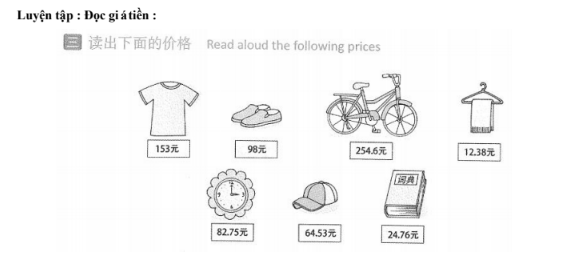 Luyện tập : Đọc giá tiền :
三 读出下面的价格 Read aloud the following prices
153元 98元 254.6元 12.38元
词典
82.75元 64.53元 24.76元